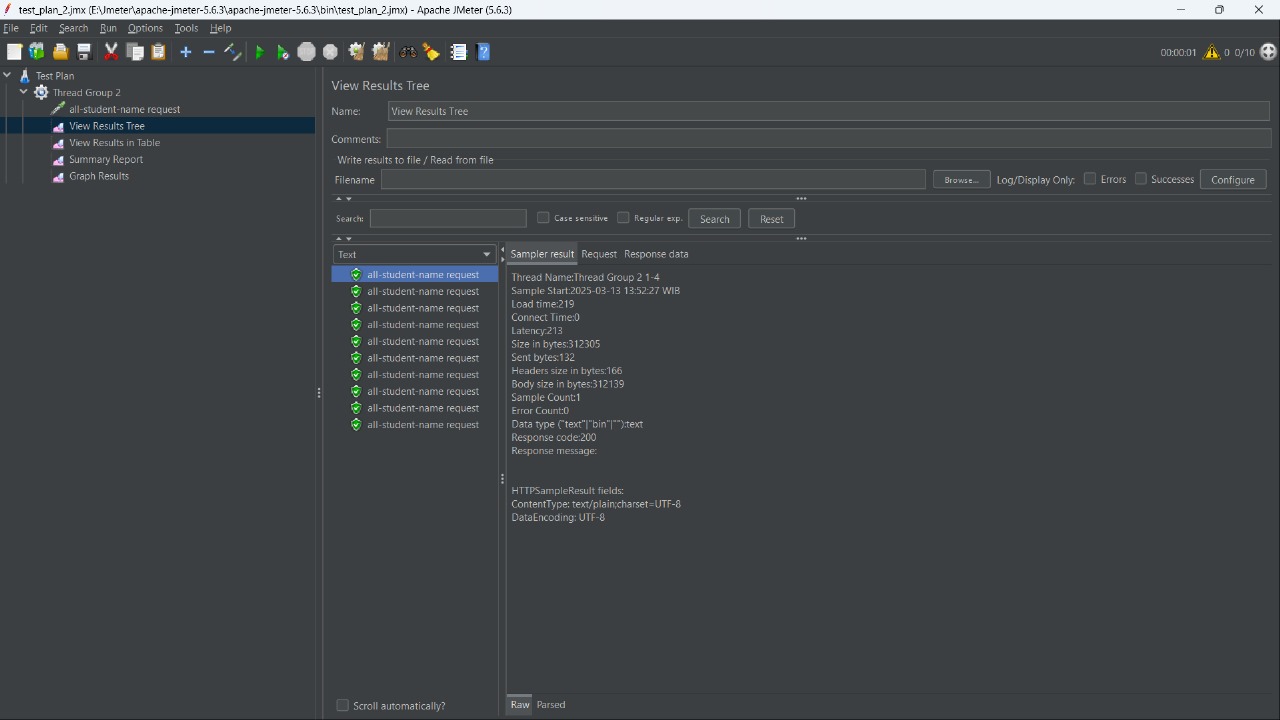 test_plan_2.jmx (E:\Jmeter\apache-jmeter-5.6.3\apache-jmeter-5.6.3\bin\test_plan_2.jmx) - Apache JMeter (5.6.3)
File Edit Search Run Options Tools Help
00:00:01 0 0/10
Test Plan
Thread Group 2
all-student-name request
View Results Tree
View Results in Table
Summary Report
Graph Results
View Results Tree
Name: View Results Tree
Comments:
Write results to file / Read from file
Filename Browse... Log/Display Only: Errors Successes Configure
Search: Case sensitive Regular exp. Search Reset
Text
all-student-name request
all-student-name request
all-student-name request
all-student-name request
all-student-name request
all-student-name request
all-student-name request
all-student-name request
all-student-name request
all-student-name request
Scroll automatically?
Sampler result Request Response data
Thread Name:Thread Group 2 1-4
Sample Start:2025-03-13 13:52:27 WIB
Load time:219
Connect Time:0
Latency:213
Size in bytes:312305
Sent bytes:132
Headers size in bytes:166
Body size in bytes:312139
Sample Count:1
Error Count:0
Data type ("text"|"bin"|""):text
Response code:200
Response message:
HTTPSampleResult fields:
ContentType: text/plain;charset=UTF-8
DataEncoding: UTF-8
Raw Parsed